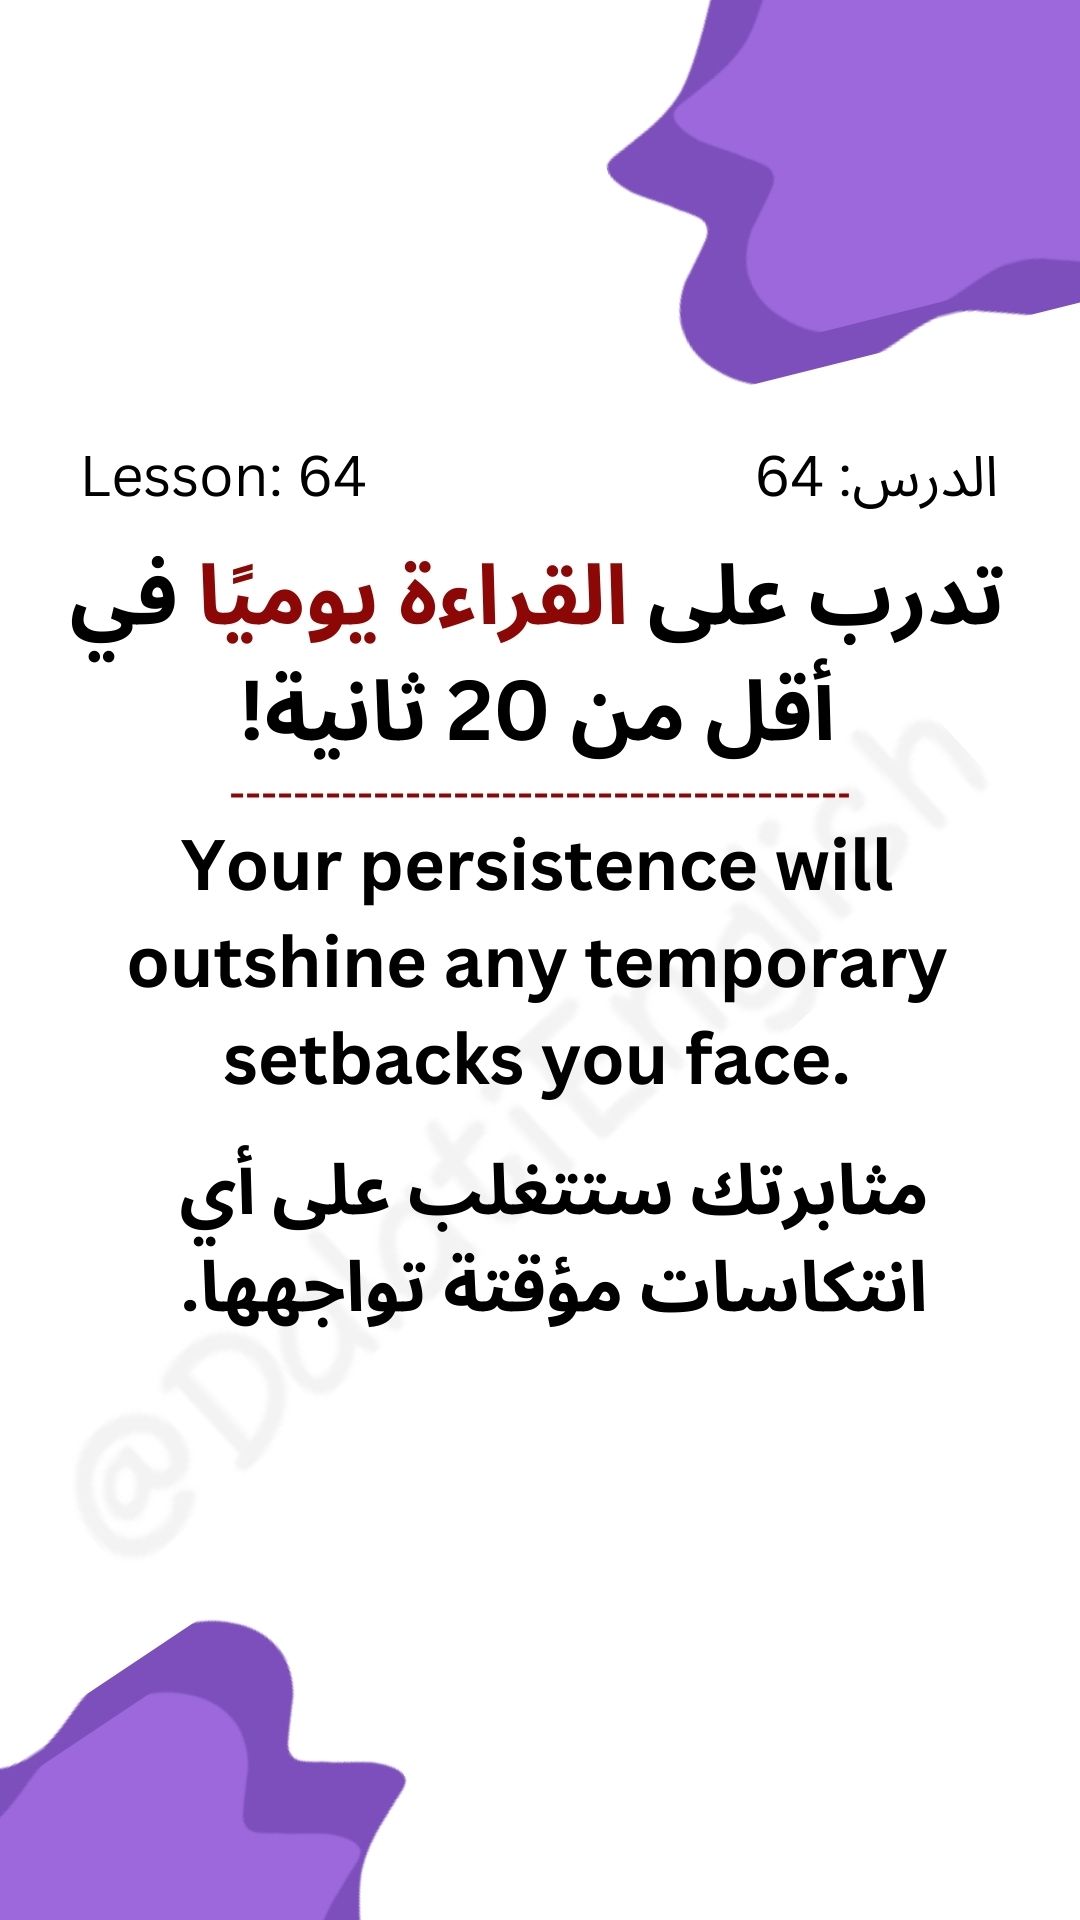 Lesson: 64
الدرس: 64
تدرب على القراءة يوميًا في
أقل من 20 ثانية!
--------------------------------------
Your persistence will
outshine any temporary
setbacks you face.
مثابرتك ستتغلب على أي
انتكاسات مؤقتة تواجهها.
@DalatiEnglish